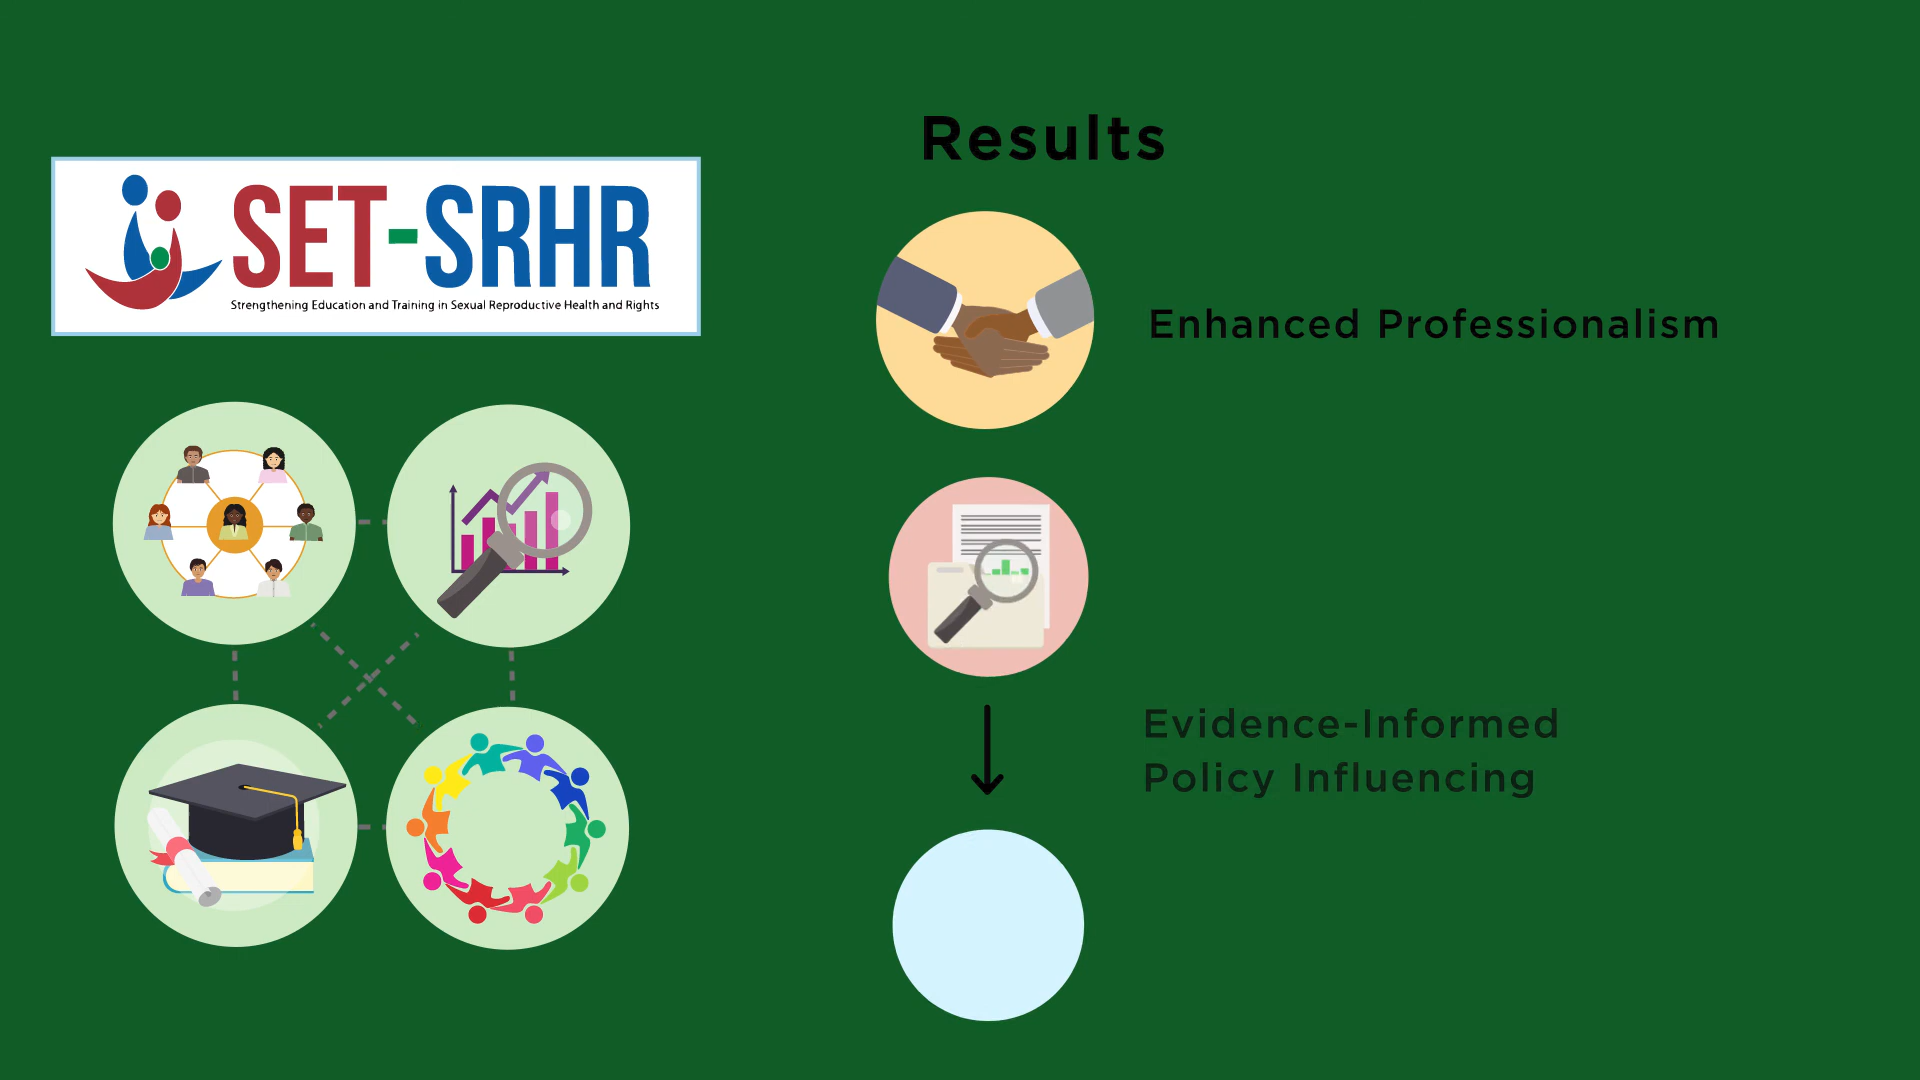 SET-SRHR
Strengthening Education and Training in Sexual Reproductive Health and Rights
Results
Enhanced Professionalism
Evidence-Informed
Policy Influencing